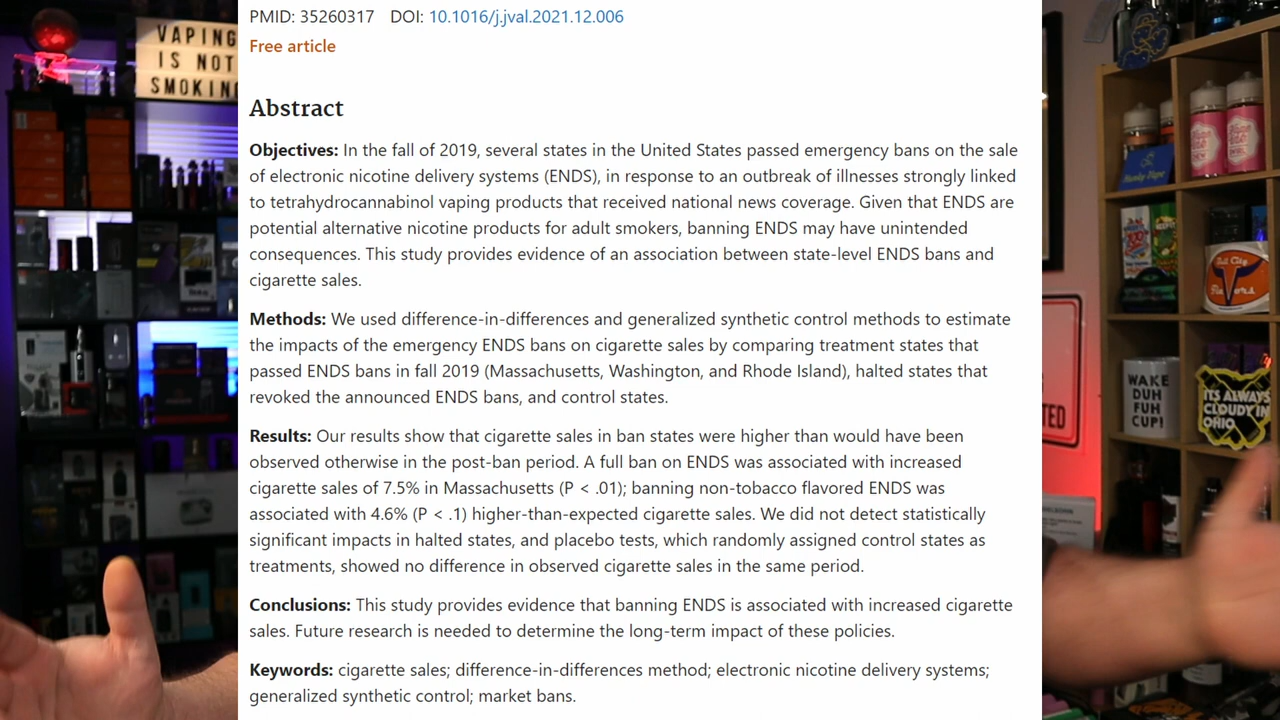 PMID: 35260317 DOI: 10.1016/j.jval.2021.12.006
Free article
Abstract
Objectives: In the fall of 2019, several states in the United States passed emergency bans on the sale
of electronic nicotine delivery systems (ENDS), in response to an outbreak of illnesses strongly linked
to tetrahydrocannabinol vaping products that received national news coverage. Given that ENDS are
potential alternative nicotine products for adult smokers, banning ENDS may have unintended
consequences. This study provides evidence of an association between state-level ENDS bans and
cigarette sales.
Methods: We used difference-in-differences and generalized synthetic control methods to estimate
the impacts of the emergency ENDS bans on cigarette sales by comparing treatment states that
passed ENDS bans in fall 2019 (Massachusetts, Washington, and Rhode Island), halted states that
revoked the announced ENDS bans, and control states.
Results: Our results show that cigarette sales in ban states were higher than would have been
observed otherwise in the post-ban period. A full ban on ENDS was associated with increased
cigarette sales of 7.5% in Massachusetts (P < .01); banning non-tobacco flavored ENDS was
associated with 4.6% (P < .1) higher-than-expected cigarette sales. We did not detect statistically
significant impacts in halted states, and placebo tests, which randomly assigned control states as
treatments, showed no difference in observed cigarette sales in the same period.
Conclusions: This study provides evidence that banning ENDS is associated with increased cigarette
sales. Future research is needed to determine the long-term impact of these policies.
Keywords: cigarette sales; difference-in-differences method; electronic nicotine delivery systems;
generalized synthetic control; market bans.
VAPING
IS NOT
SMOKING
WAKE
DUH
FUH
CUP!
ITS ALWAYS
CLOUDY IN
OHIO
TED